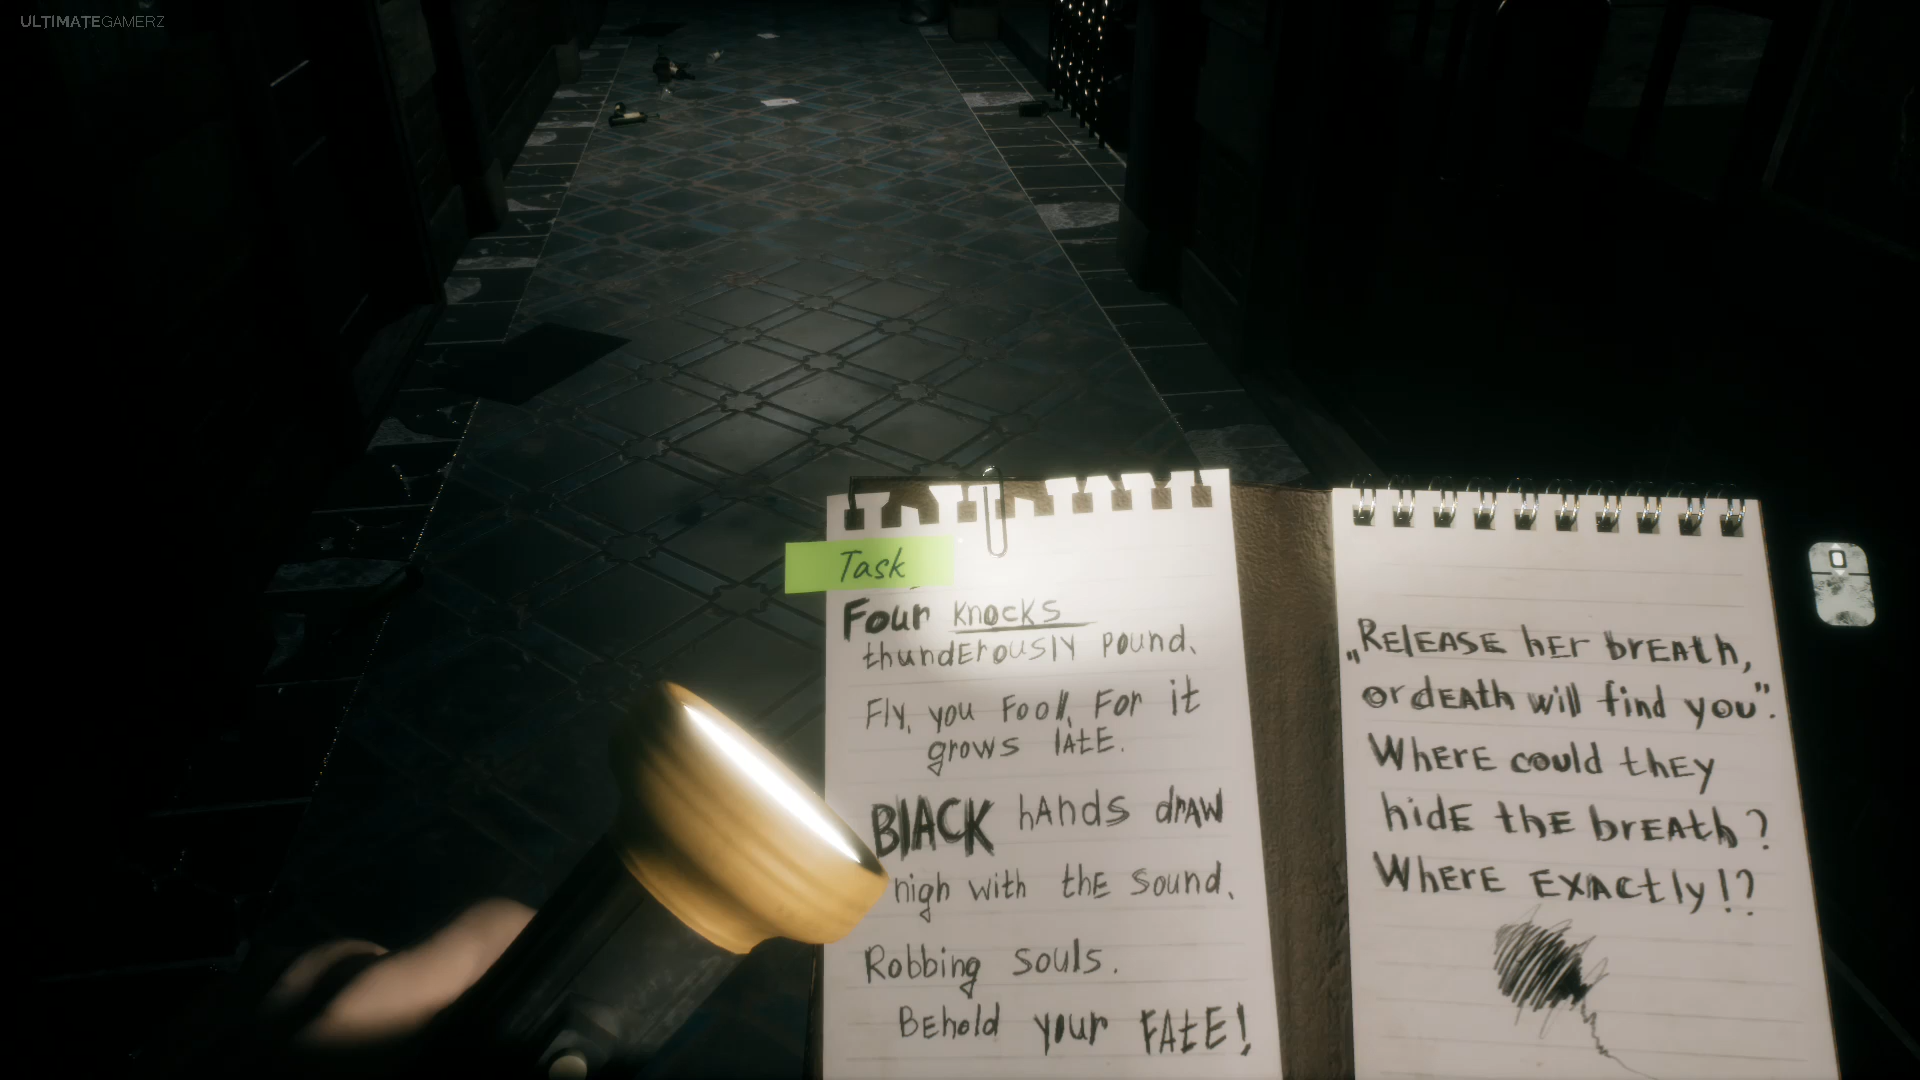 ULTIMATEGAMERZ
Task
Four knocks
thundErousLY pound.
Fly, you Fool, For it
grows lAtE.
BlACK hAnds drAW
nigh with thE sound.
Robbing souls.
BEhold your FAtE!
„RElEASE hEr brEAth,
or dEAth will find you".
WhErE could thEy
hidE thE brEAth?
WhErE ExActly!?